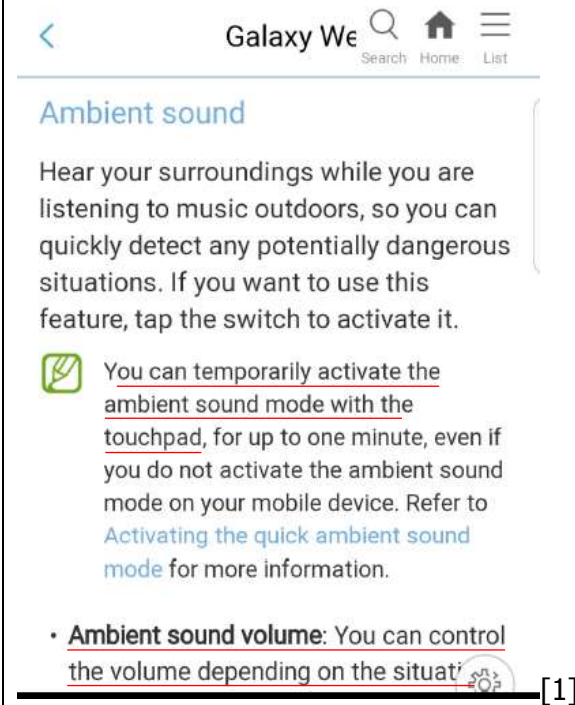 Galaxy We
Search Home List
Ambient sound
Hear your surroundings while you are
listening to music outdoors, so you can
quickly detect any potentially dangerous
situations. If you want to use this
feature, tap the switch to activate it.
You can temporarily activate the
ambient sound mode with the
touchpad, for up to one minute, even if
you do not activate the ambient sound
mode on your mobile device. Refer to
Activating the quick ambient sound
mode for more information.
• Ambient sound volume: You can control
the volume depending on the situati
[1]